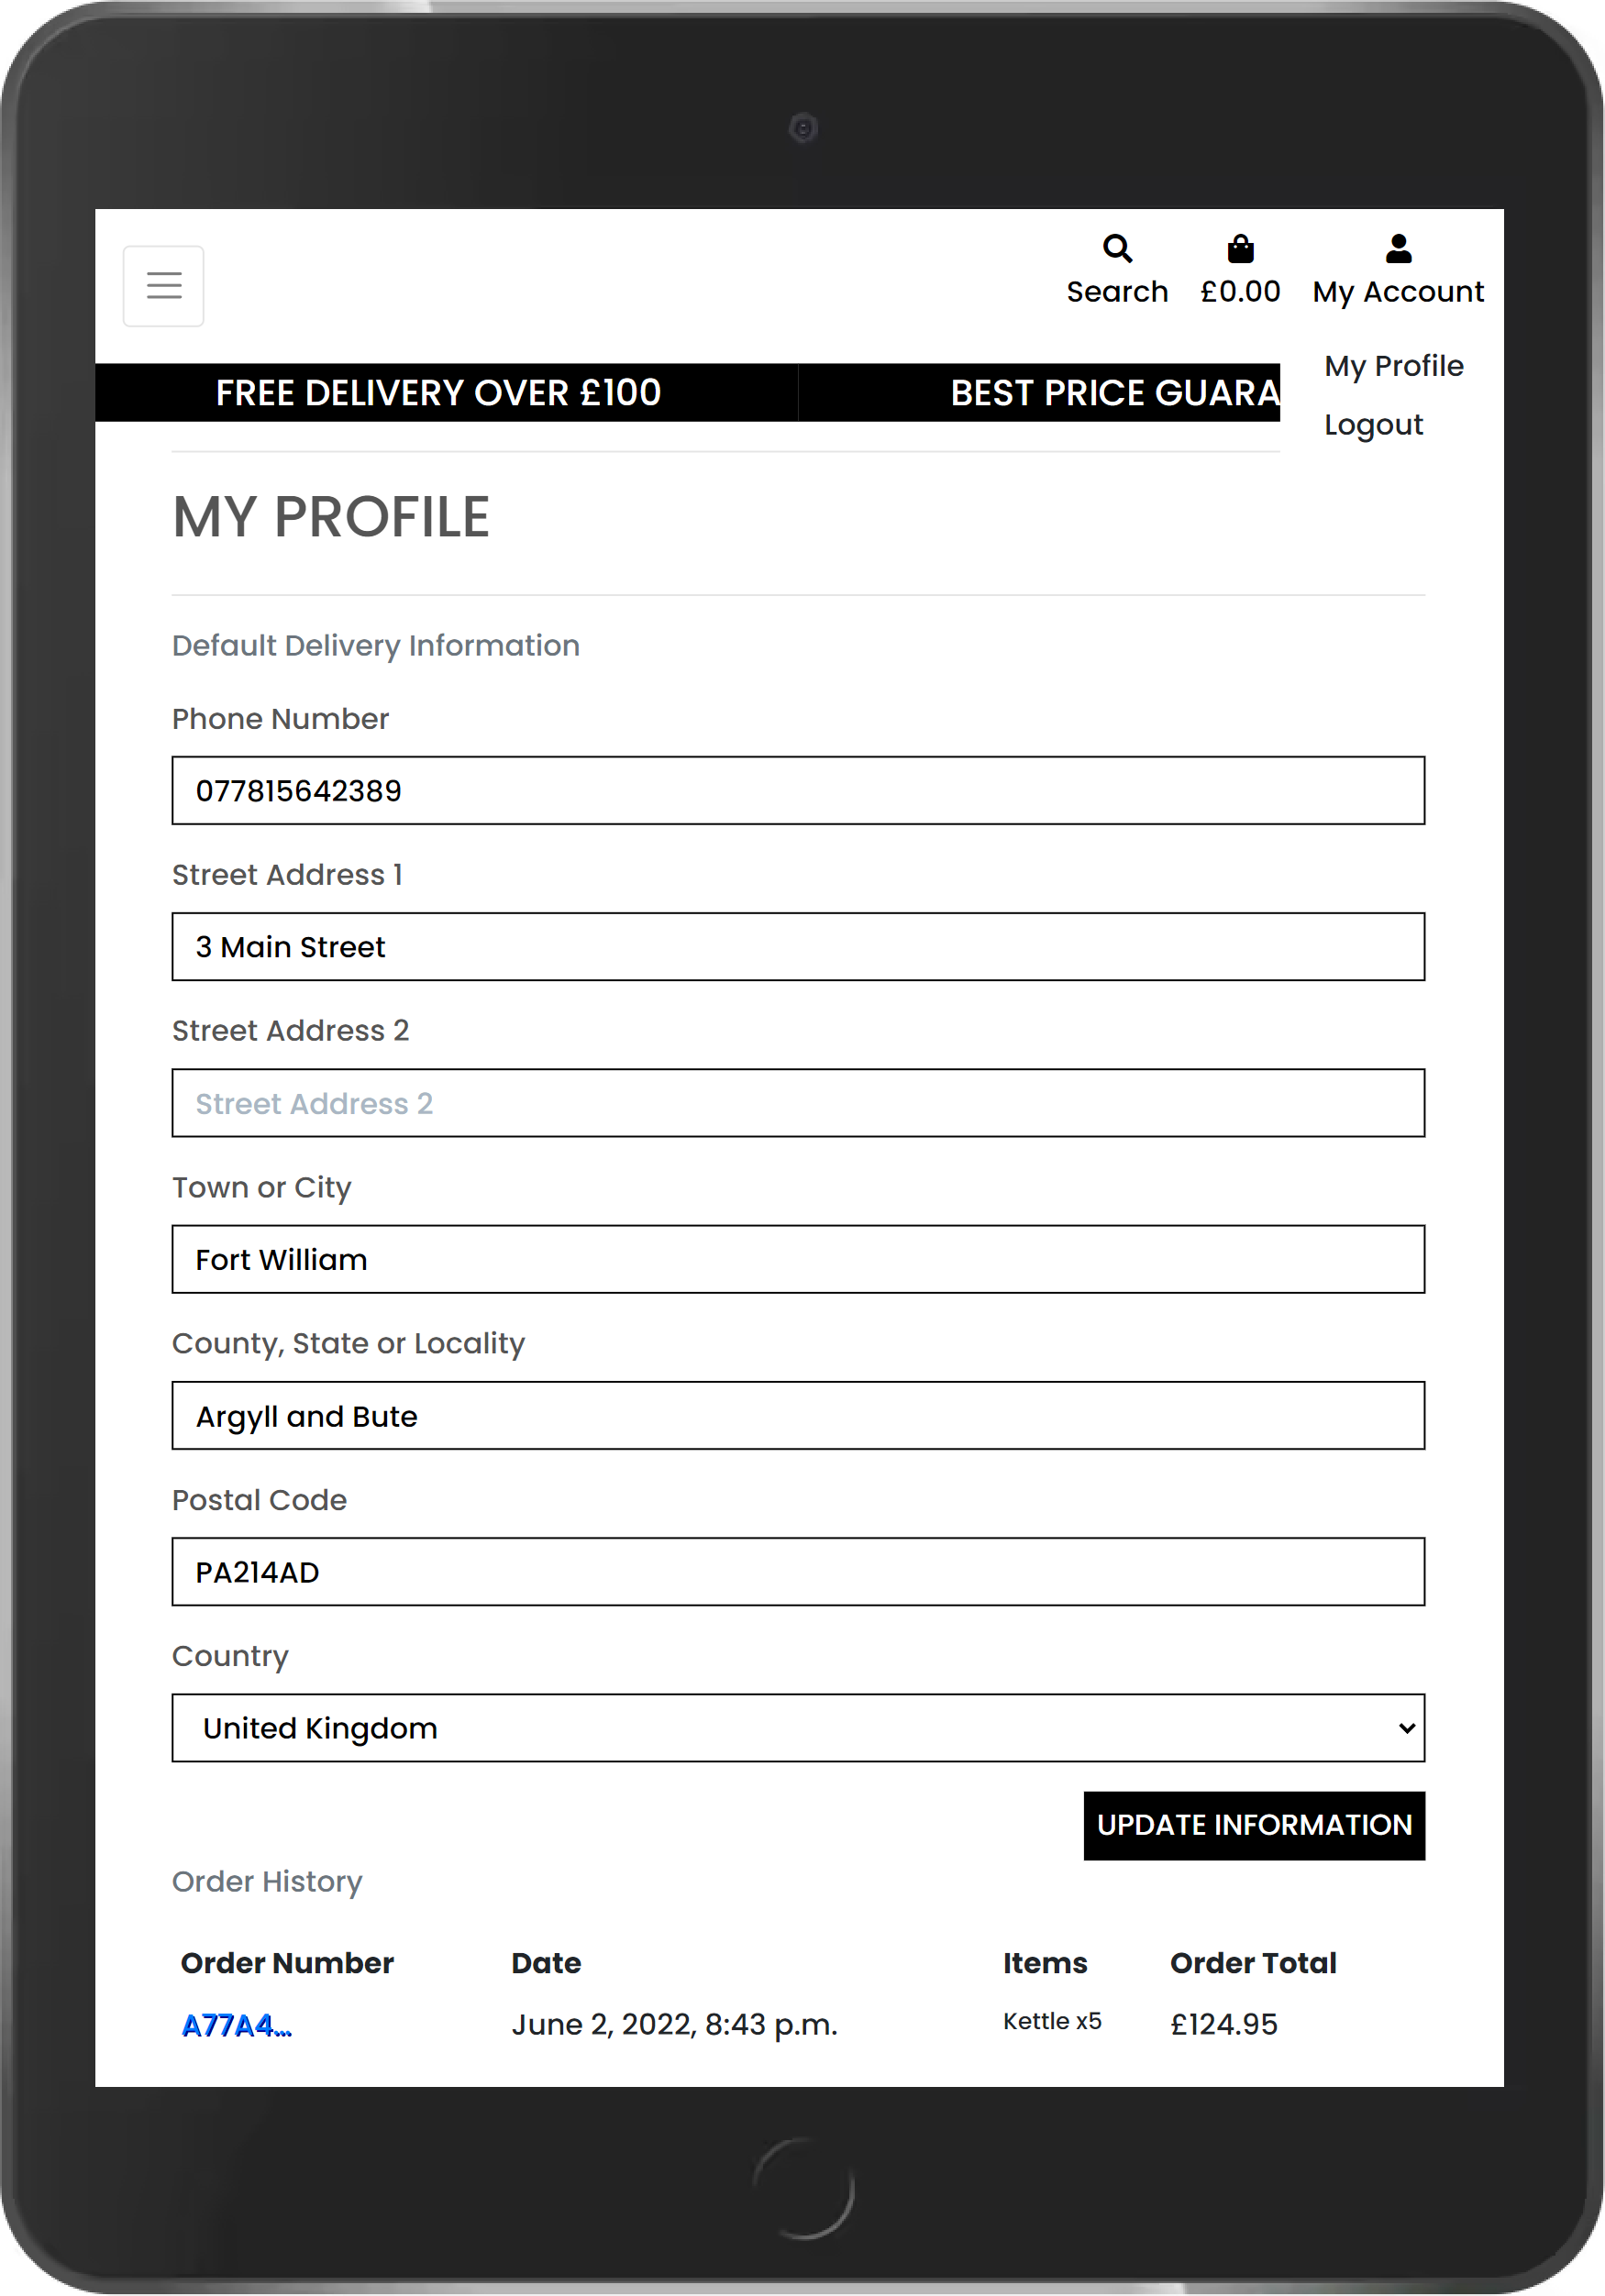 Search £0.00 My Account
My Profile
Logout
FREE DELIVERY OVER £100 BEST PRICE GUARA
MY PROFILE
Default Delivery Information
Phone Number
077815642389
Street Address 1
3 Main Street
Street Address 2
Street Address 2
Town or City
Fort William
County, State or Locality
Argyll and Bute
Postal Code
PA214AD
Country
United Kingdom
UPDATE INFORMATION
Order History
Order Number Date Items Order Total
A77A4... June 2, 2022, 8:43 p.m. Kettle x5 £124.95